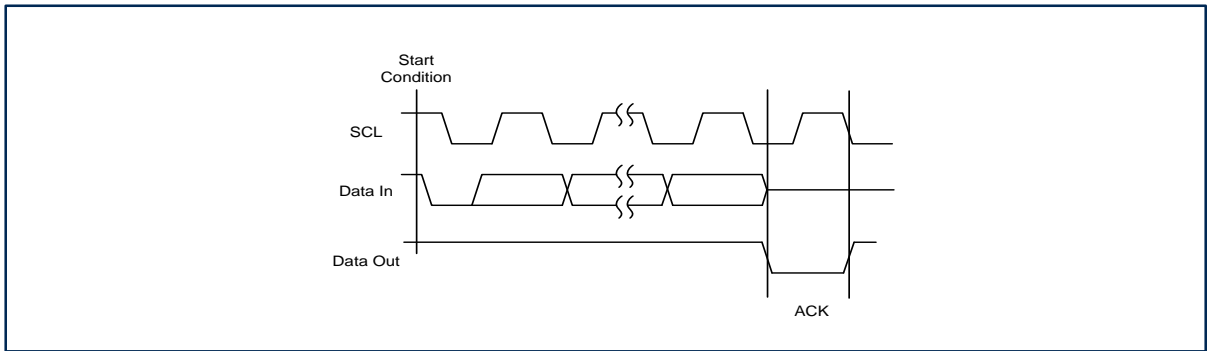 Start
Condition
SCL
Data In
Data Out
ACK